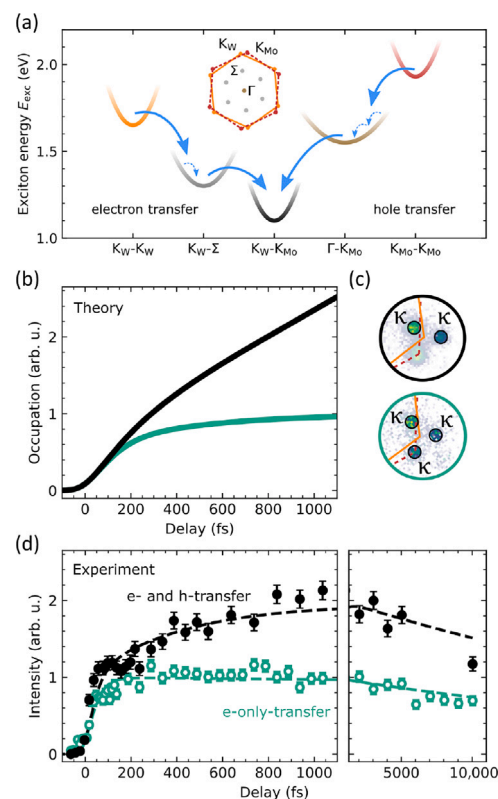 (a)
Exciton energy E_exc (eV)
2.0
1.5
1.0
K_W K_Mo
Σ
Γ
electron transfer
hole transfer
K_W-K_W K_W-Σ K_W-K_Mo Γ-K_Mo K_Mo-K_Mo
(b)
Theory
Occupation (arb. u.)
2
1
0
0 200 400 600 800 1000
Delay (fs)
(c)
κ
κ
κ
κ
κ
(d)
Experiment
Intensity (arb. u.)
3
2
1
0
e- and h-transfer
e-only-transfer
0 200 400 600 800 1000
Delay (fs)
5000 10,000
Delay (fs)